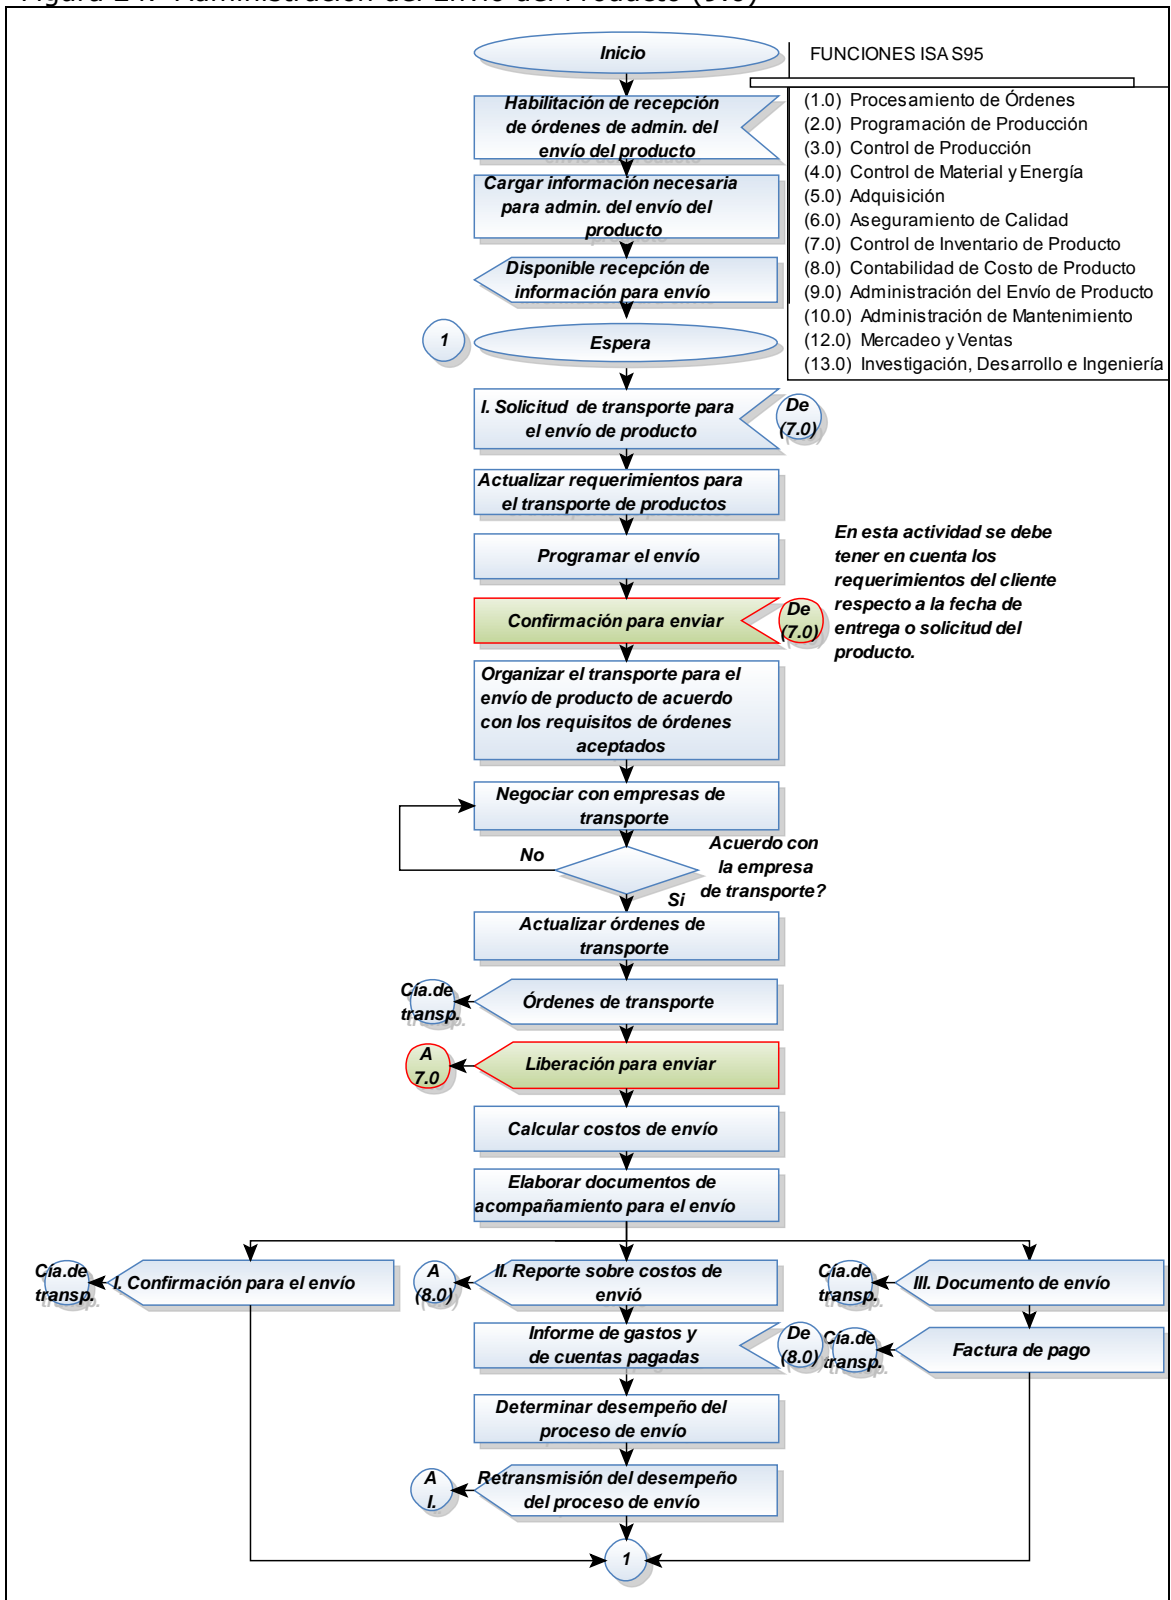 Inicio
FUNCIONES ISA S95
Habilitación de recepción
de órdenes de admin. del
envío del producto
(1.0) Procesamiento de Órdenes
(2.0) Programación de Producción
(3.0) Control de Producción
(4.0) Control de Material y Energía
(5.0) Adquisición
(6.0) Aseguramiento de Calidad
(7.0) Control de Inventario de Producto
(8.0) Contabilidad de Costo de Producto
(9.0) Administración del Envío de Producto
(10.0) Administración de Mantenimiento
(12.0) Mercadeo y Ventas
(13.0) Investigación, Desarrollo e Ingeniería
Cargar información necesaria
para admin. del envío del
producto
Disponible recepción de
información para envío
1
Espera
I. Solicitud de transporte para
el envío de producto
De
(7.0)
Actualizar requerimientos para
el transporte de productos
Programar el envío
En esta actividad se debe
tener en cuenta los
requerimientos del cliente
respecto a la fecha de
entrega o solicitud del
producto.
Confirmación para enviar
De
(7.0)
Organizar el transporte para el
envío de producto de acuerdo
con los requisitos de órdenes
aceptados
Negociar con empresas de
transporte
No
Acuerdo con
la empresa
de transporte?
Si
Actualizar órdenes de
transporte
Cía.de
transp.
Órdenes de transporte
A
7.0
Liberación para enviar
Calcular costos de envío
Elaborar documentos de
acompañamiento para el envío
Cía.de
transp.
I. Confirmación para el envío
A
(8.0)
II. Reporte sobre costos de
envió
Cía.de
transp.
III. Documento de envío
Informe de gastos y
de cuentas pagadas
De
(8.0)
Cía.de
transp.
Factura de pago
Determinar desempeño del
proceso de envío
A
I.
Retransmisión del desempeño
del proceso de envío
1